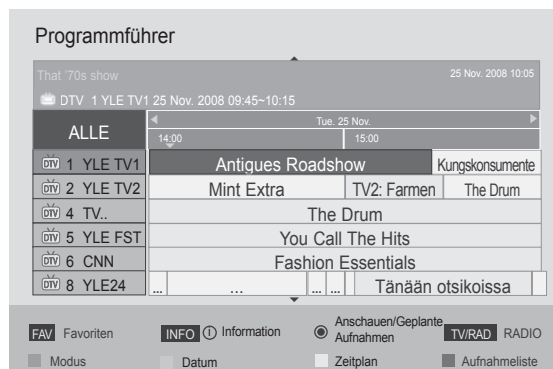 Programmführer
That '70s show 25 Nov. 2008 10:05
DTV 1 YLE TV1 25 Nov. 2008 09:45~10:15
ALLE
Tue. 25 Nov.
14:00 15:00
DTV 1 YLE TV1 Antigues Roadshow Kungskonsumente
DTV 2 YLE TV2 Mint Extra TV2: Farmen The Drum
DTV 4 TV.. The Drum
DTV 5 YLE FST You Call The Hits
DTV 6 CNN Fashion Essentials
DTV 8 YLE24 ... ... ... ... Tänään otsikoissa
FAV Favoriten INFO i Information Anschauen/Geplante Aufnahmen TV/RAD RADIO
Modus Datum Zeitplan Aufnahmeliste